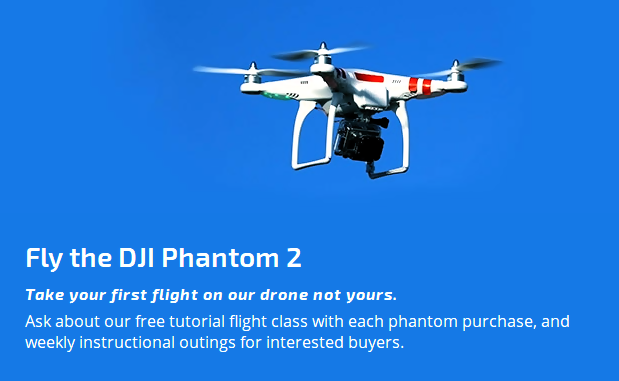 Fly the DJI Phantom 2
Take your first flight on our drone not yours.
Ask about our free tutorial flight class with each phantom purchase, and
weekly instructional outings for interested buyers.